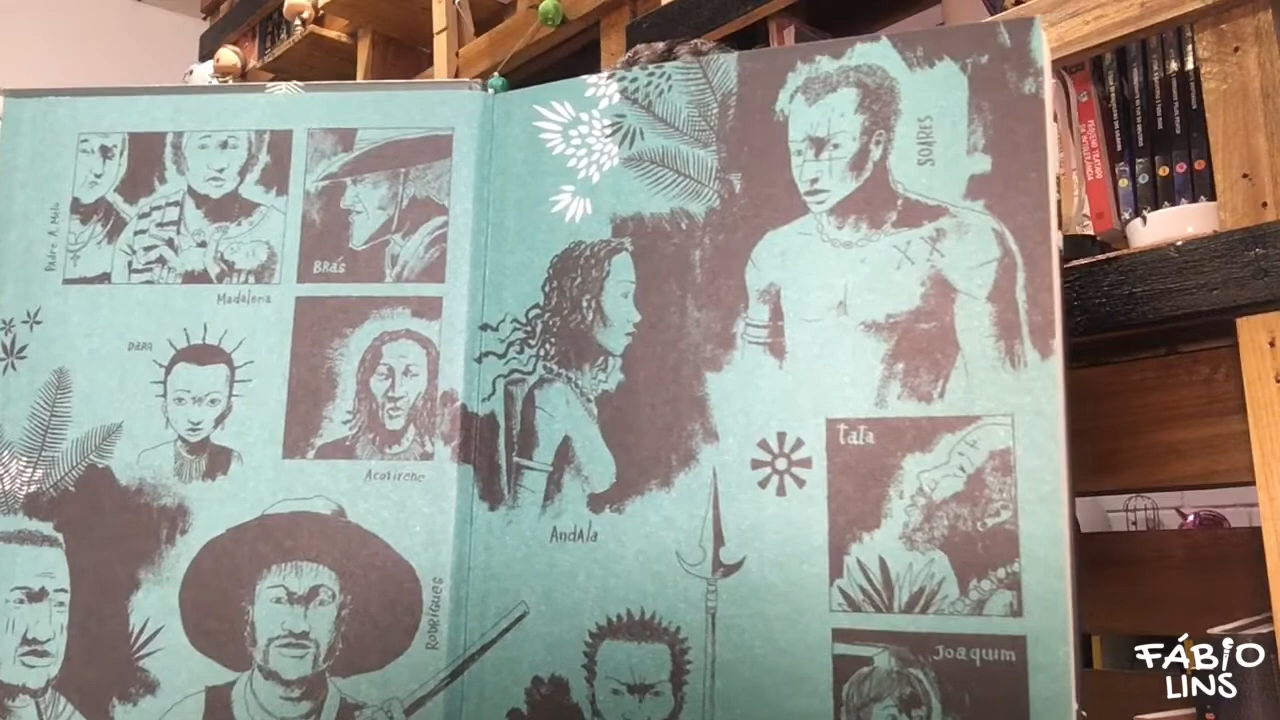 Padre A. Melo
Madalena
BRás
DaRA
Acotirene
RODRIGUES
AndAla
SOARES
tata
Joaquim
FÁBIO
LINS